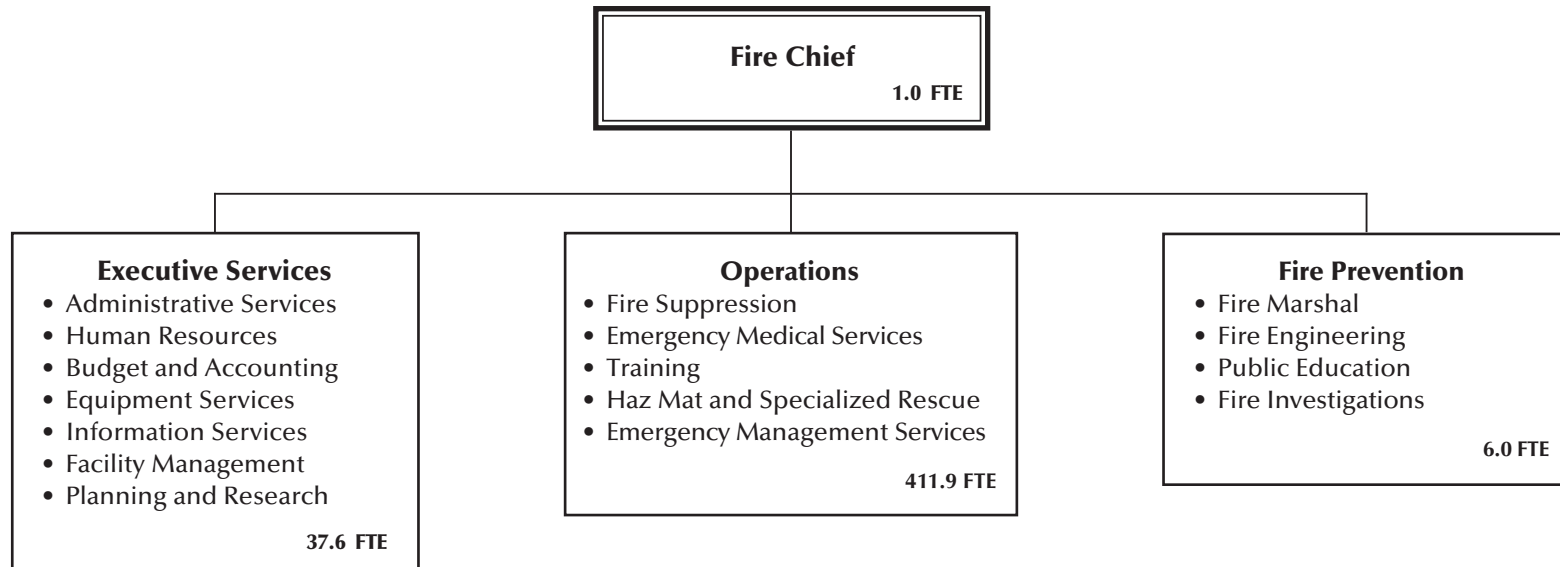 Fire Chief
1.0 FTE
Executive Services
• Administrative Services
• Human Resources
• Budget and Accounting
• Equipment Services
• Information Services
• Facility Management
• Planning and Research
37.6 FTE
Operations
• Fire Suppression
• Emergency Medical Services
• Training
• Haz Mat and Specialized Rescue
• Emergency Management Services
411.9 FTE
Fire Prevention
• Fire Marshal
• Fire Engineering
• Public Education
• Fire Investigations
6.0 FTE